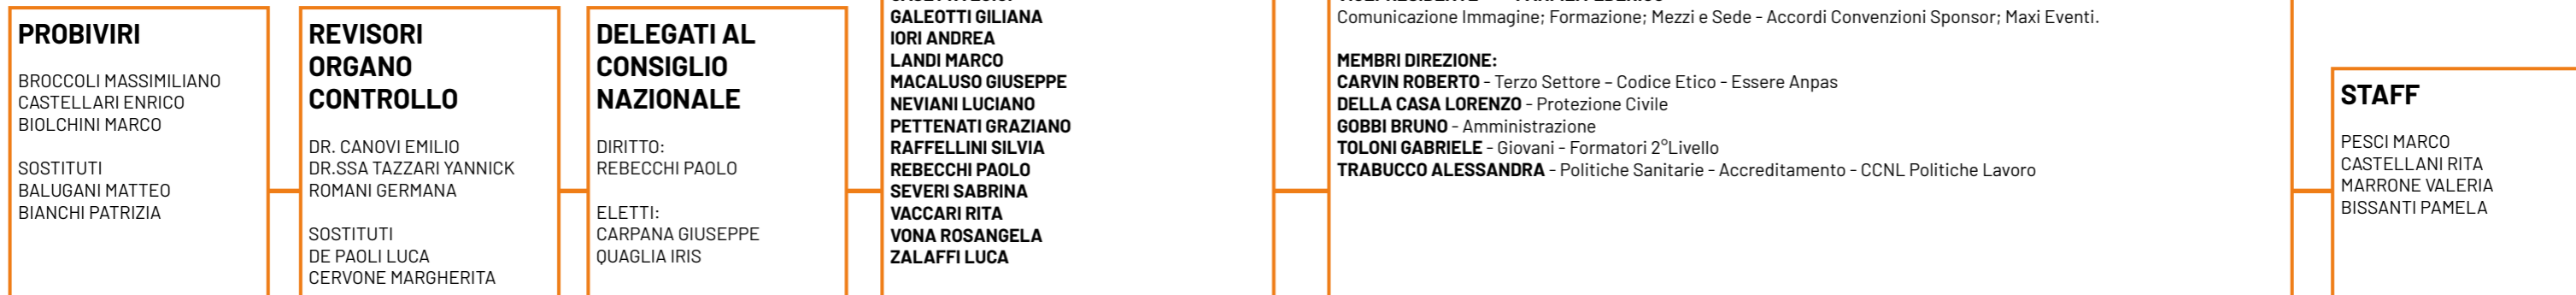 PROBIVIRI
BROCCOLI MASSIMILIANO
CASTELLARI ENRICO
BIOLCHINI MARCO
SOSTITUTI
BALUGANI MATTEO
BIANCHI PATRIZIA
REVISORI
ORGANO
CONTROLLO
DR. CANOVI EMILIO
DR.SSA TAZZARI YANNICK
ROMANI GERMANA
SOSTITUTI
DE PAOLI LUCA
CERVONE MARGHERITA
DELEGATI AL
CONSIGLIO
NAZIONALE
DIRITTO:
REBECCHI PAOLO
ELETTI:
CARPANA GIUSEPPE
QUAGLIA IRIS
GALEOTTI GILIANA
IORI ANDREA
LANDI MARCO
MACALUSO GIUSEPPE
NEVIANI LUCIANO
PETTENATI GRAZIANO
RAFFELLINI SILVIA
REBECCHI PAOLO
SEVERI SABRINA
VACCARI RITA
VONA ROSANGELA
ZALAFFI LUCA
Comunicazione Immagine; Formazione; Mezzi e Sede - Accordi Convenzioni Sponsor; Maxi Eventi.
MEMBRI DIREZIONE:
CARVIN ROBERTO - Terzo Settore – Codice Etico - Essere Anpas
DELLA CASA LORENZO - Protezione Civile
GOBBI BRUNO - Amministrazione
TOLONI GABRIELE - Giovani - Formatori 2°Livello
TRABUCCO ALESSANDRA - Politiche Sanitarie - Accreditamento - CCNL Politiche Lavoro
STAFF
PESCI MARCO
CASTELLANI RITA
MARRONE VALERIA
BISSANTI PAMELA